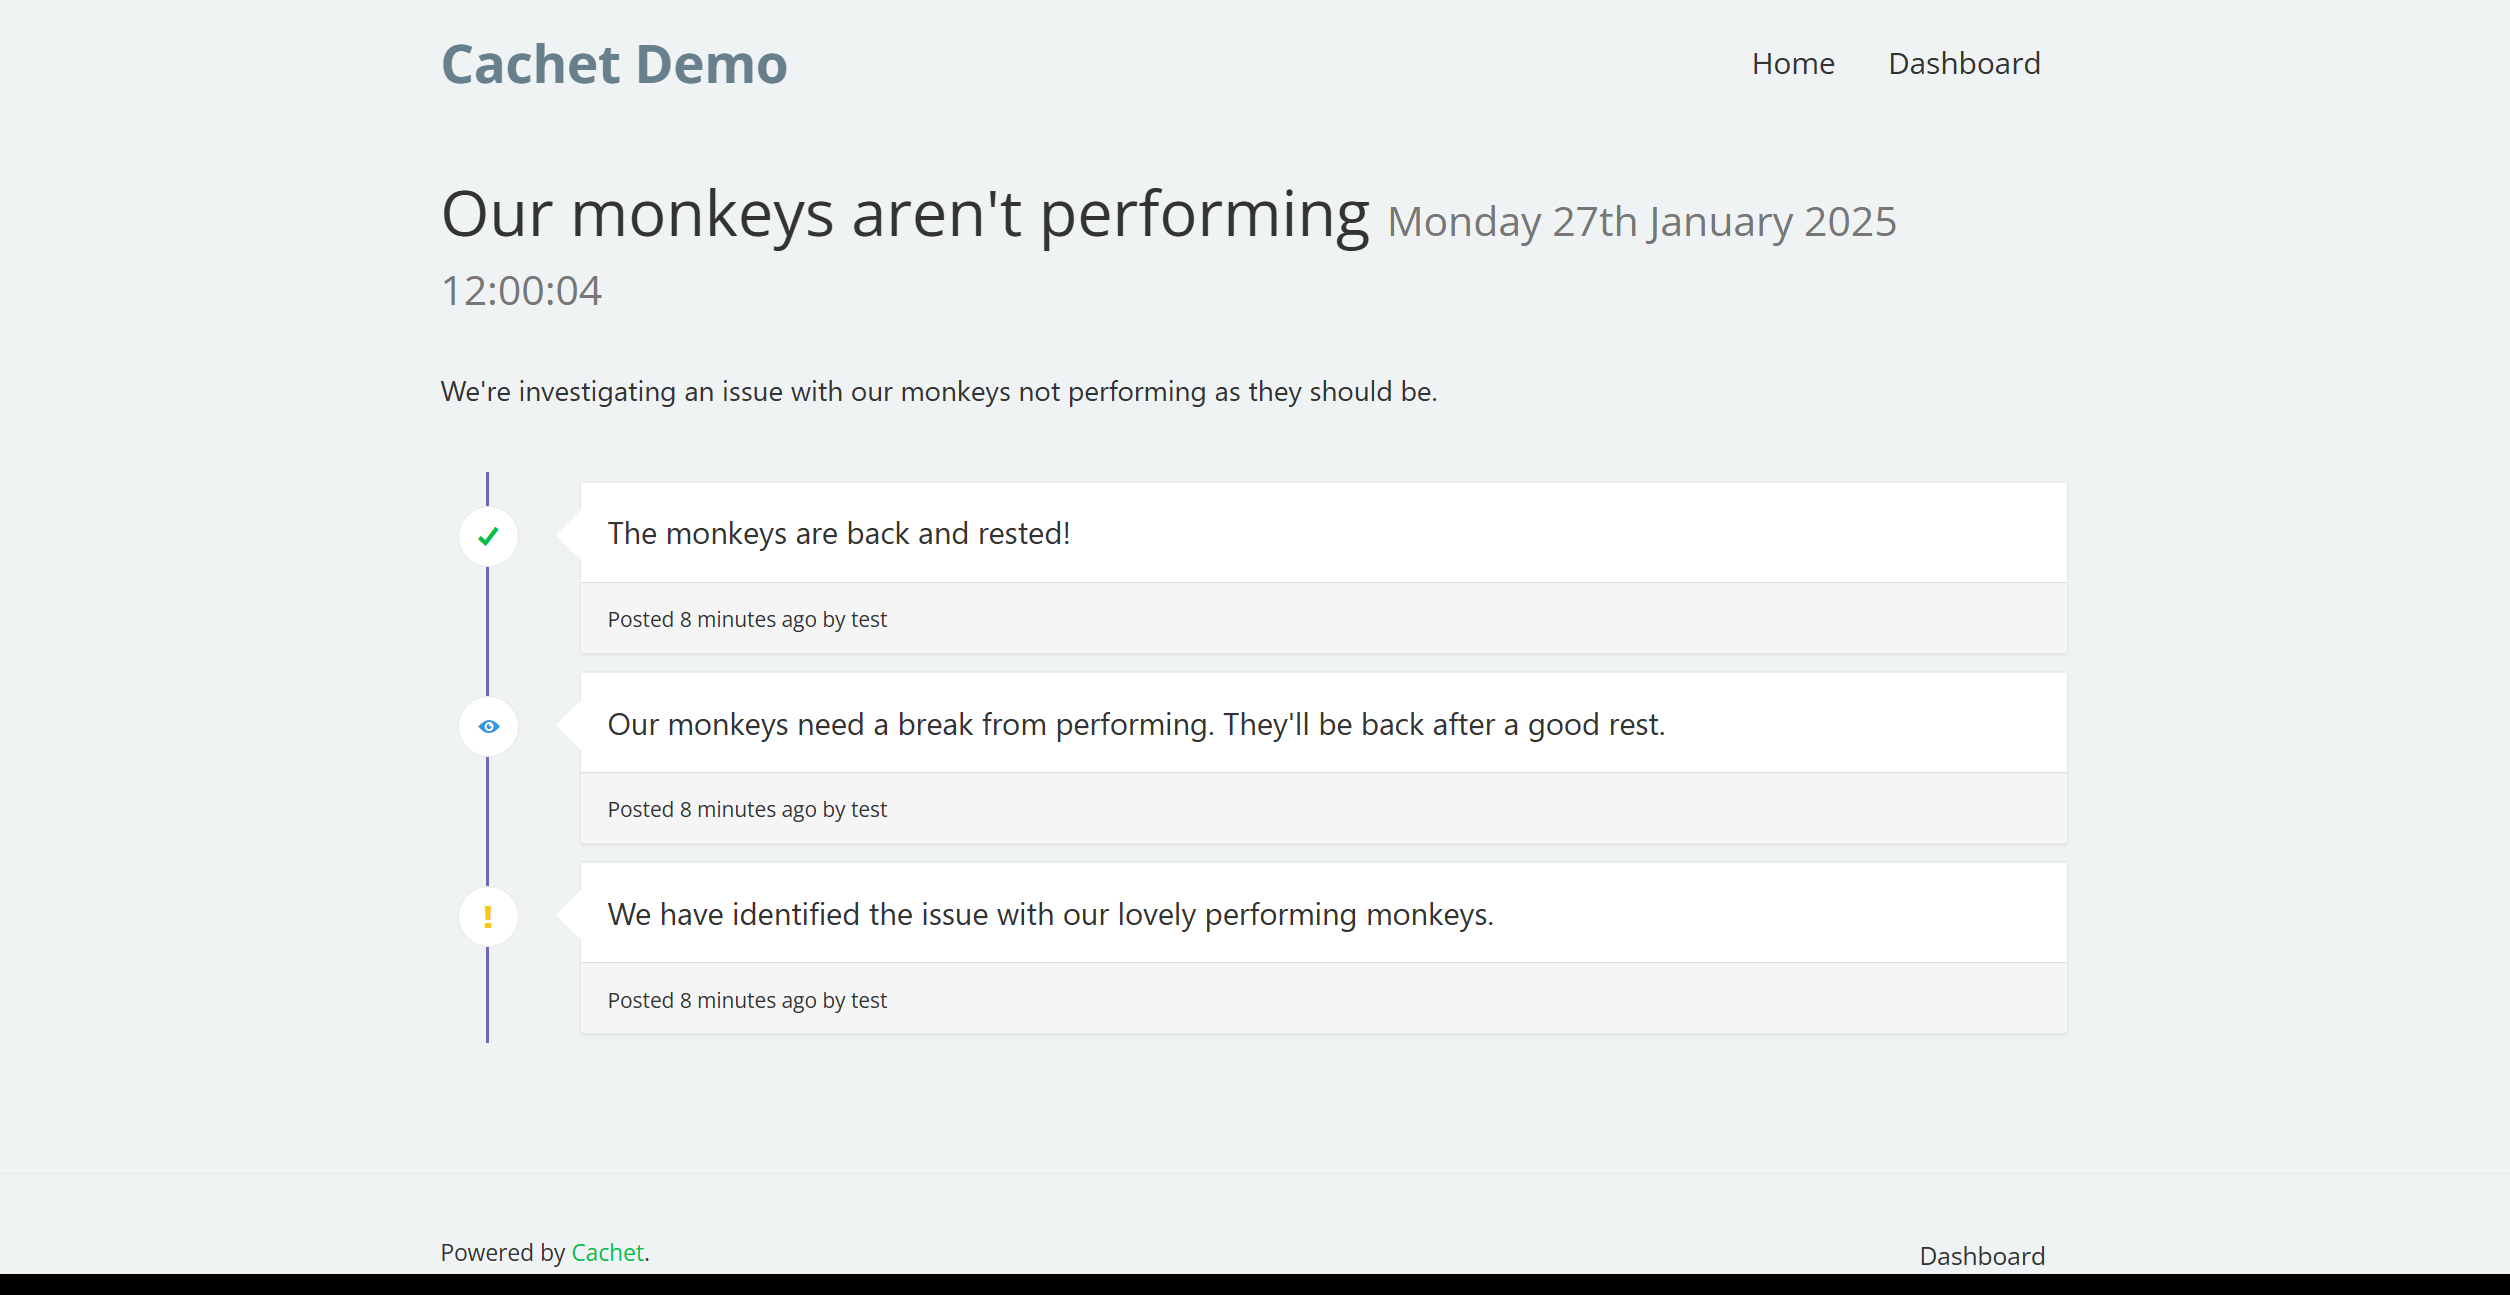 Cachet Demo
Home Dashboard
Our monkeys aren't performing Monday 27th January 2025
12:00:04
We're investigating an issue with our monkeys not performing as they should be.
The monkeys are back and rested!
Posted 8 minutes ago by test
Our monkeys need a break from performing. They'll be back after a good rest.
Posted 8 minutes ago by test
We have identified the issue with our lovely performing monkeys.
Posted 8 minutes ago by test
Powered by Cachet.
Dashboard